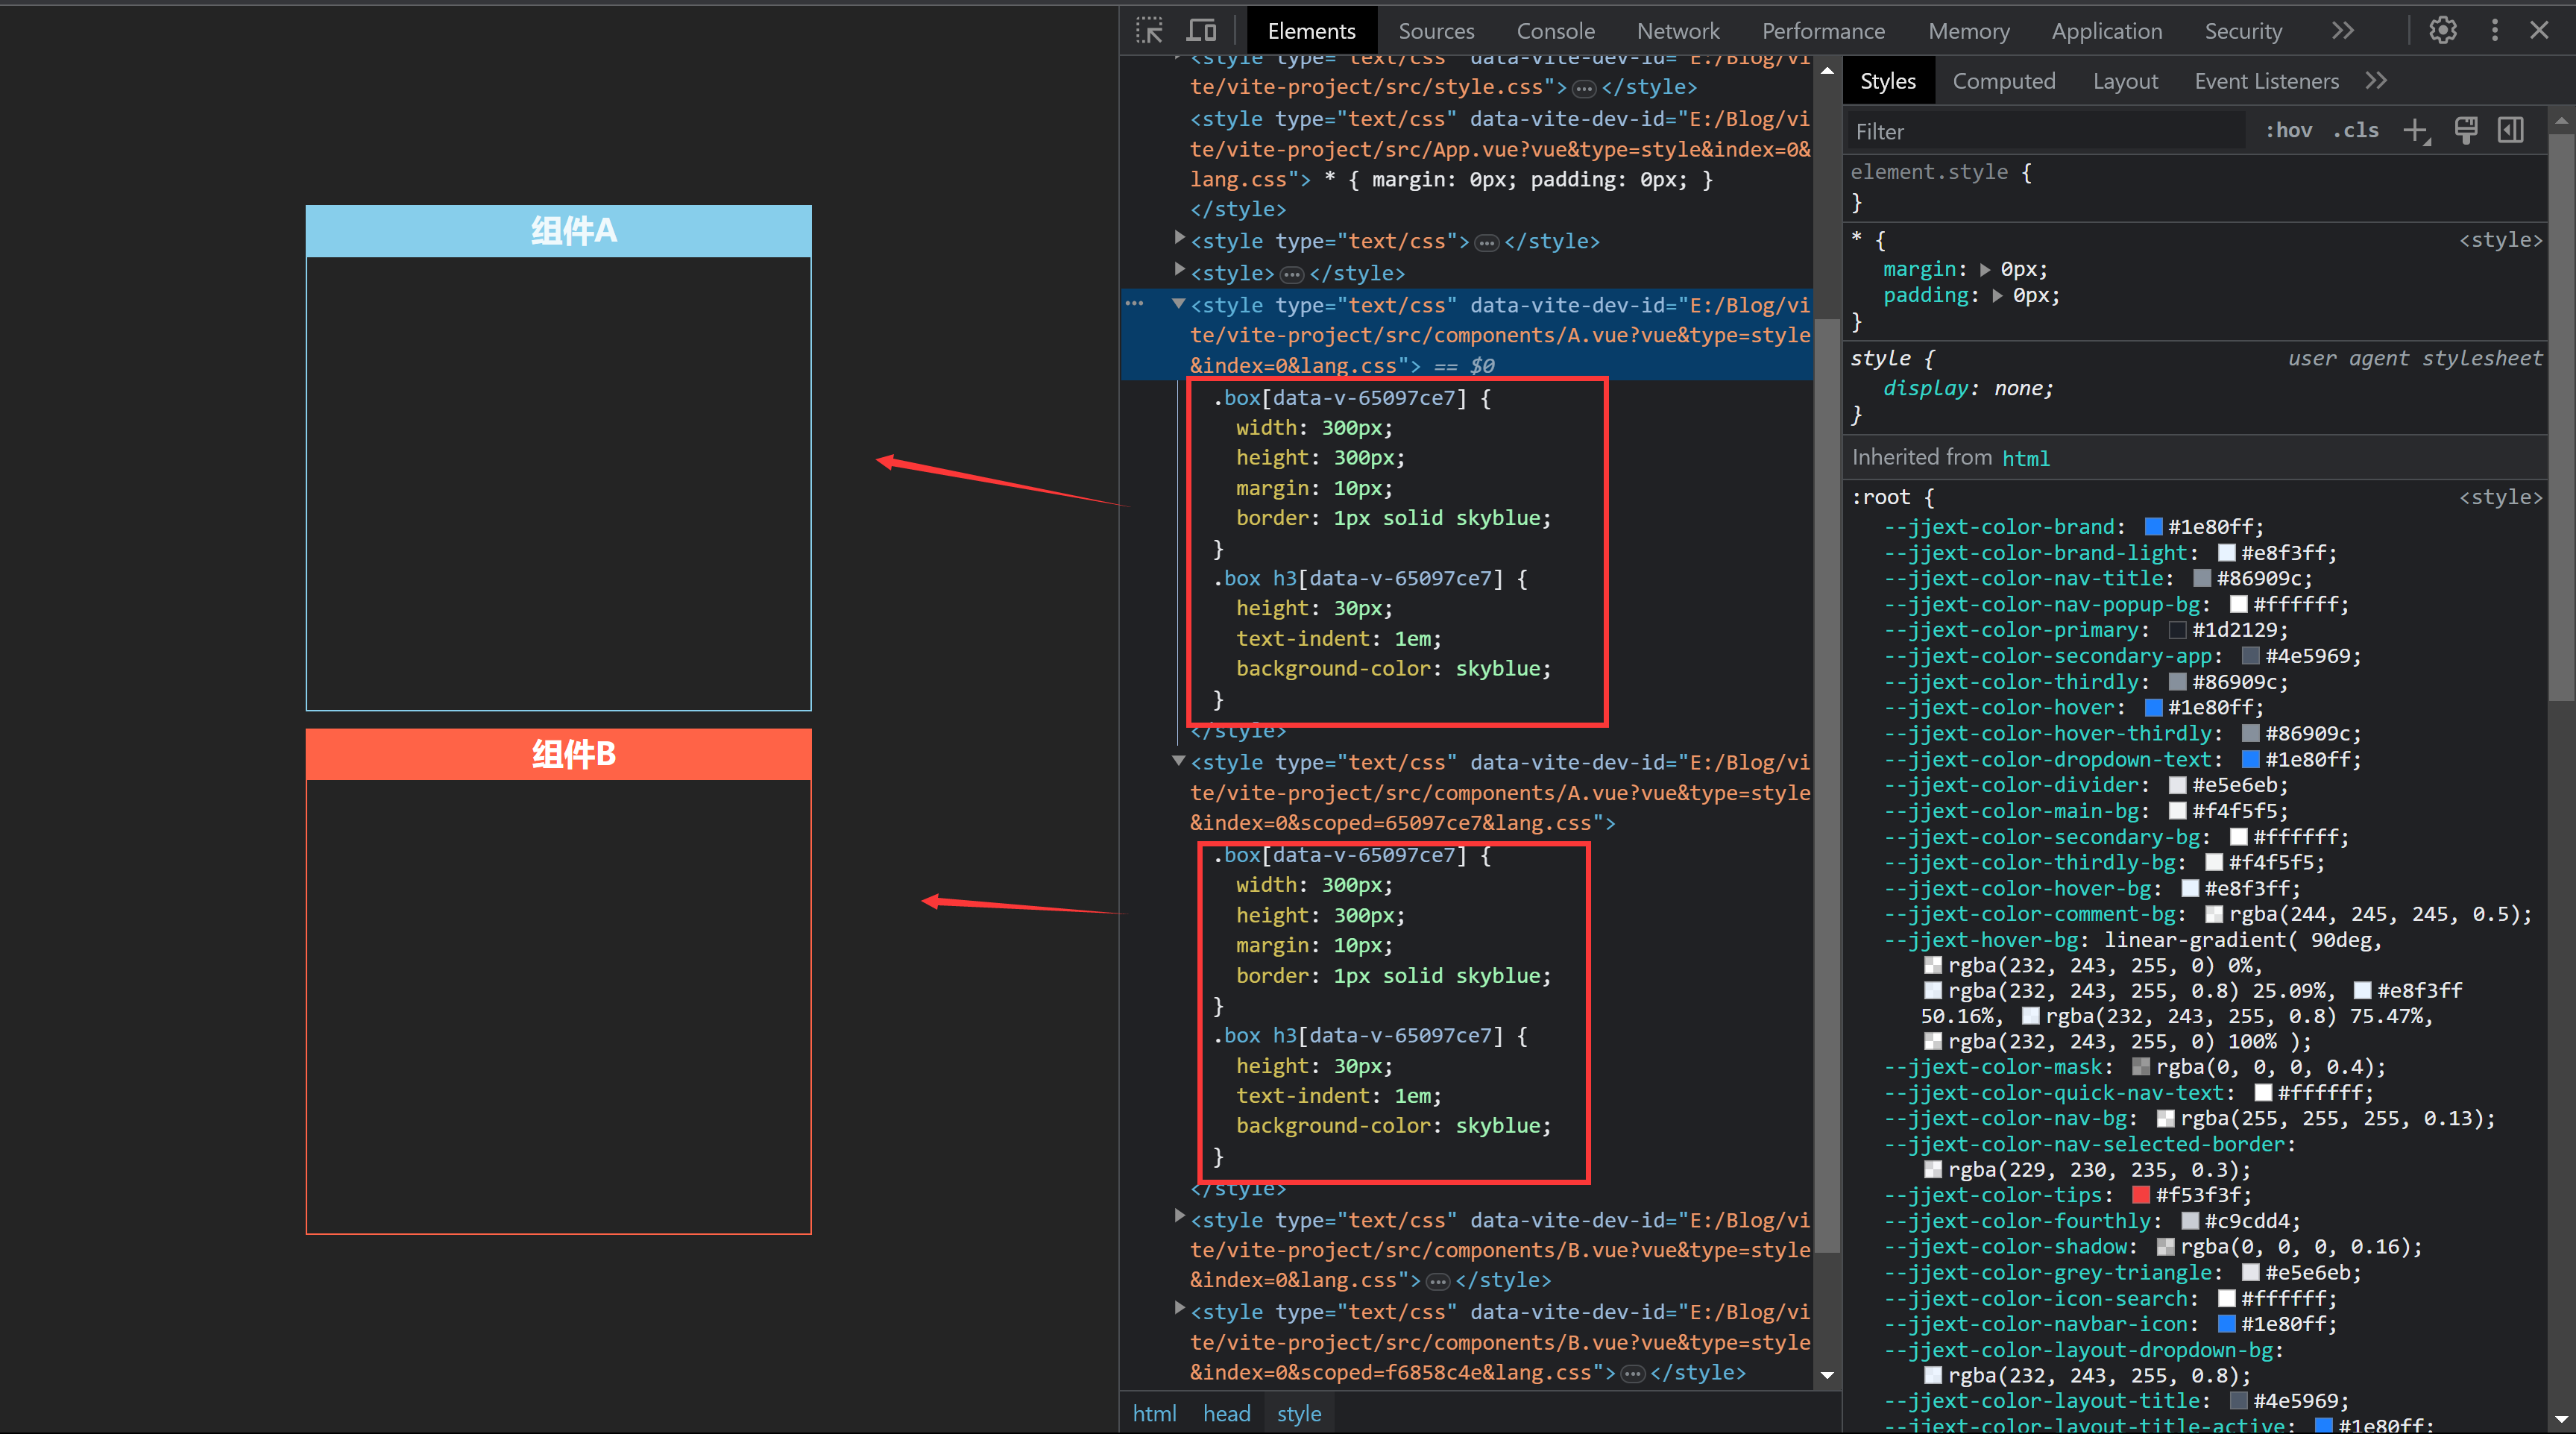 组件A
组件B
Elements Sources Console Network Performance Memory Application Security
<style type="text/css" data-vite-dev-id="E:/Blog/vi
te/vite-project/src/style.css">…</style>
<style type="text/css" data-vite-dev-id="E:/Blog/vi
te/vite-project/src/App.vue?vue&type=style&index=0&
lang.css"> * { margin: 0px; padding: 0px; }
</style>
<style type="text/css">…</style>
<style>…</style>
<style type="text/css" data-vite-dev-id="E:/Blog/vi
te/vite-project/src/components/A.vue?vue&type=style
&index=0&lang.css"> == $0
.box[data-v-65097ce7] {
width: 300px;
height: 300px;
margin: 10px;
border: 1px solid skyblue;
}
.box h3[data-v-65097ce7] {
height: 30px;
text-indent: 1em;
background-color: skyblue;
}
</style>
<style type="text/css" data-vite-dev-id="E:/Blog/vi
te/vite-project/src/components/A.vue?vue&type=style
&index=0&scoped=65097ce7&lang.css">
.box[data-v-65097ce7] {
width: 300px;
height: 300px;
margin: 10px;
border: 1px solid skyblue;
}
.box h3[data-v-65097ce7] {
height: 30px;
text-indent: 1em;
background-color: skyblue;
}
</style>
<style type="text/css" data-vite-dev-id="E:/Blog/vi
te/vite-project/src/components/B.vue?vue&type=style
&index=0&lang.css">…</style>
<style type="text/css" data-vite-dev-id="E:/Blog/vi
te/vite-project/src/components/B.vue?vue&type=style
&index=0&scoped=f6858c4e&lang.css">…</style>
html head style
Styles Computed Layout Event Listeners
Filter :hov .cls
element.style {
}
* { <style>
margin: 0px;
padding: 0px;
}
style { user agent stylesheet
display: none;
}
Inherited from html
:root { <style>
--jjext-color-brand: #1e80ff;
--jjext-color-brand-light: #e8f3ff;
--jjext-color-nav-title: #86909c;
--jjext-color-nav-popup-bg: #ffffff;
--jjext-color-primary: #1d2129;
--jjext-color-secondary-app: #4e5969;
--jjext-color-thirdly: #86909c;
--jjext-color-hover: #1e80ff;
--jjext-color-hover-thirdly: #86909c;
--jjext-color-dropdown-text: #1e80ff;
--jjext-color-divider: #e5e6eb;
--jjext-color-main-bg: #f4f5f5;
--jjext-color-secondary-bg: #ffffff;
--jjext-color-thirdly-bg: #f4f5f5;
--jjext-color-hover-bg: #e8f3ff;
--jjext-color-comment-bg: rgba(244, 245, 245, 0.5);
--jjext-hover-bg: linear-gradient( 90deg,
rgba(232, 243, 255, 0) 0%,
rgba(232, 243, 255, 0.8) 25.09%, #e8f3ff
50.16%, rgba(232, 243, 255, 0.8) 75.47%,
rgba(232, 243, 255, 0) 100% );
--jjext-color-mask: rgba(0, 0, 0, 0.4);
--jjext-color-quick-nav-text: #ffffff;
--jjext-color-nav-bg: rgba(255, 255, 255, 0.13);
--jjext-color-nav-selected-border:
rgba(229, 230, 235, 0.3);
--jjext-color-tips: #f53f3f;
--jjext-color-fourthly: #c9cdd4;
--jjext-color-shadow: rgba(0, 0, 0, 0.16);
--jjext-color-grey-triangle: #e5e6eb;
--jjext-color-icon-search: #ffffff;
--jjext-color-navbar-icon: #1e80ff;
--jjext-color-layout-dropdown-bg:
rgba(232, 243, 255, 0.8);
--jjext-color-layout-title: #4e5969;
--jjext-color-layout-title-active: #1e80ff;